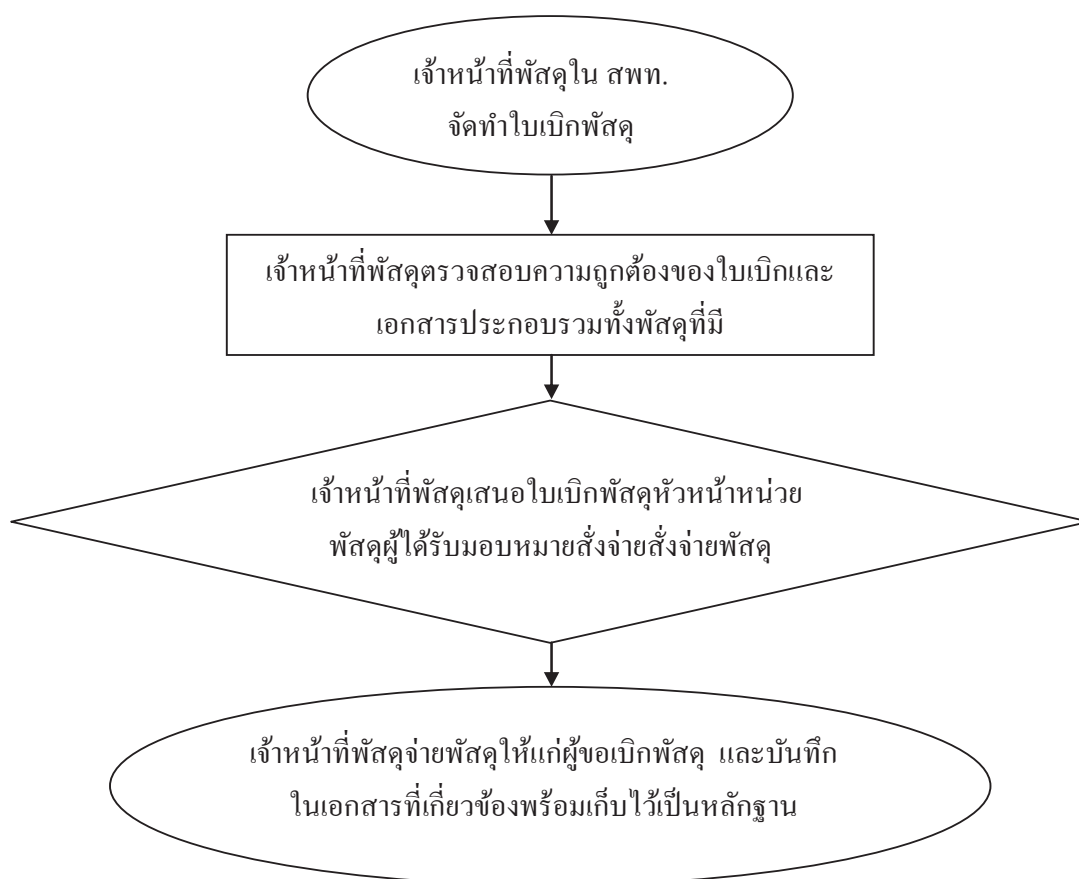 เจ้าหน้าที่พัสดุใน สพท.
จัดทำใบเบิกพัสดุ
เจ้าหน้าที่พัสดุตรวจสอบความถูกต้องของใบเบิกและ
เอกสารประกอบรวมทั้งพัสดุที่มี
เจ้าหน้าที่พัสดุเสนอใบเบิกพัสดุหัวหน้าหน่วย
พัสดุผู้ได้รับมอบหมายสั่งจ่ายสั่งจ่ายพัสดุ
เจ้าหน้าที่พัสดุจ่ายพัสดุให้แก่ผู้ขอเบิกพัสดุ และบันทึก
ในเอกสารที่เกี่ยวข้องพร้อมเก็บไว้เป็นหลักฐาน